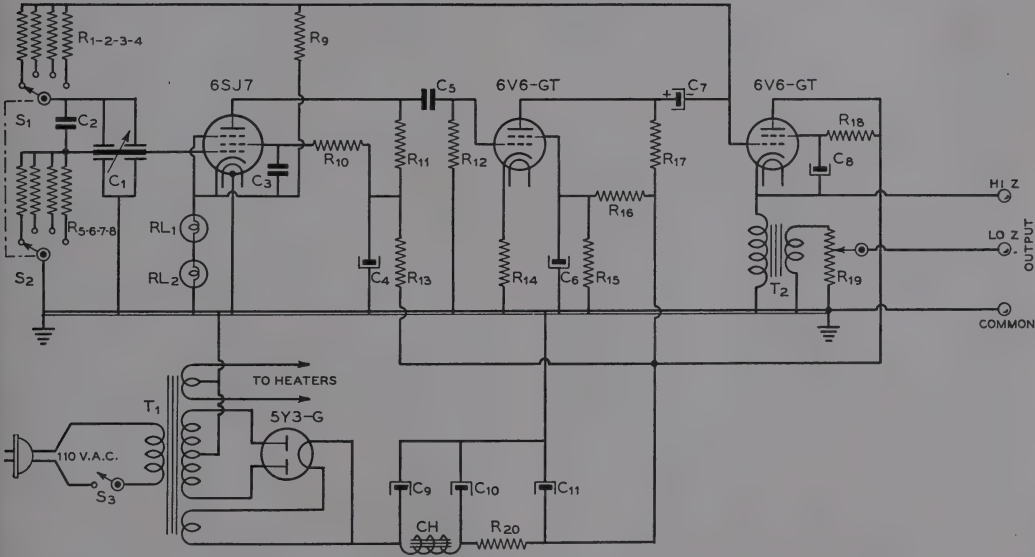 R1-2-3-4
R9
6SJ7
C5
6V6-GT
C7
6V6-GT
S1
C2
C1
C3
R10
R11
R12
R17
R18
C8
R5-6-7-8
RL1
RL2
R16
HI Z
LO Z
OUTPUT
S2
C4
R13
R14
C6
R15
T2
R19
COMMON
TO HEATERS
T1
5Y3-G
110 V.A.C.
S3
C9
C10
C11
CH
R20
+
-